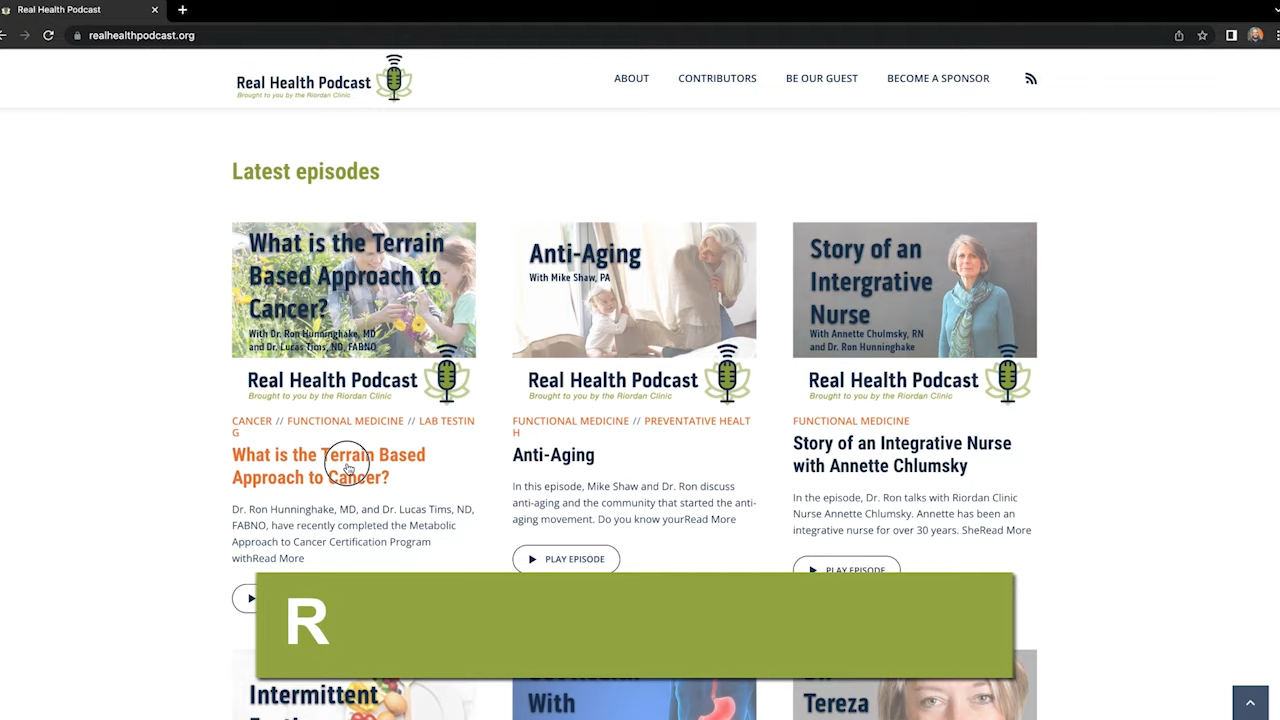 Real Health Podcast
realhealthpodcast.org
Real Health Podcast
Brought to you by the Riordan Clinic
ABOUT
CONTRIBUTORS
BE OUR GUEST
BECOME A SPONSOR
Latest episodes
What is the Terrain
Based Approach to
Cancer?
With Dr. Ron Hunninghake, MD
and Dr. Lucas Tims, ND, FABNO
Real Health Podcast
Brought to you by the Riordan Clinic
CANCER // FUNCTIONAL MEDICINE // LAB TESTIN
G
What is the Terrain Based
Approach to Cancer?
Dr. Ron Hunninghake, MD, and Dr. Lucas Tims, ND,
FABNO, have recently completed the Metabolic
Approach to Cancer Certification Program
withRead More
Anti-Aging
With Mike Shaw, PA
Real Health Podcast
Brought to you by the Riordan Clinic
FUNCTIONAL MEDICINE // PREVENTATIVE HEALT
H
Anti-Aging
In this episode, Mike Shaw and Dr. Ron discuss
anti-aging and the community that started the anti-
aging movement. Do you know yourRead More
PLAY EPISODE
Story of an
Intergrative
Nurse
With Annette Chulmsky, RN
and Dr. Ron Hunninghake
Real Health Podcast
Brought to you by the Riordan Clinic
FUNCTIONAL MEDICINE
Story of an Integrative Nurse
with Annette Chlumsky
In the episode, Dr. Ron talks with Riordan Clinic
Nurse Annette Chlumsky. Annette has been an
integrative nurse for over 30 years. SheRead More
PLAY EPISODE
R
Intermittent
With
Tereza